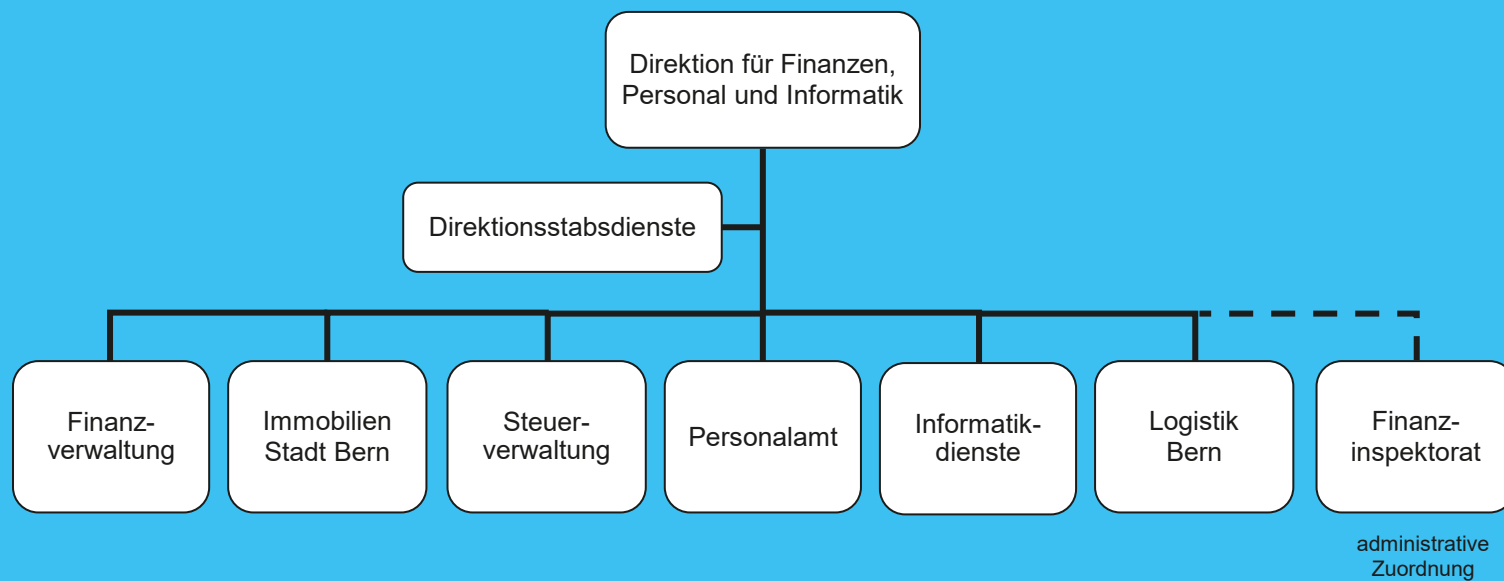 Direktion für Finanzen,
Personal und Informatik
Direktionsstabsdienste
Finanz-
verwaltung
Immobilien
Stadt Bern
Steuer-
verwaltung
Personalamt
Informatik-
dienste
Logistik
Bern
Finanz-
inspektorat
administrative
Zuordnung